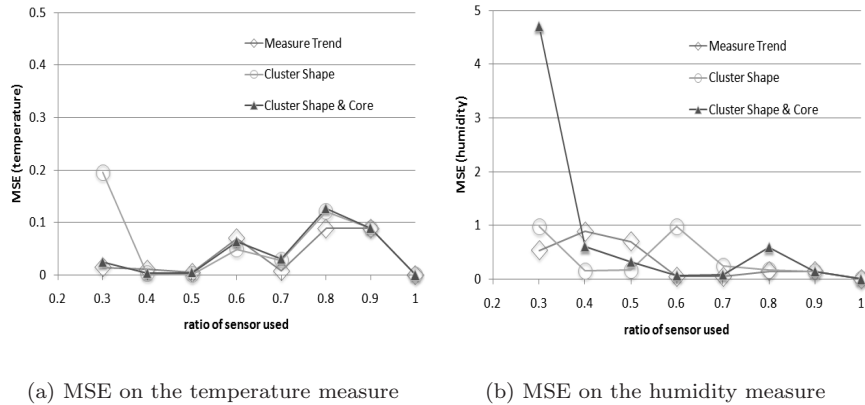 0.5
0.4
0.3
0.2
0.1
0
MSE (temperature)
Measure Trend
Cluster Shape
Cluster Shape & Core
0.2 0.3 0.4 0.5 0.6 0.7 0.8 0.9 1
ratio of sensor used
(a) MSE on the temperature measure
5
4
3
2
1
0
MSE (humidity)
Measure Trend
Cluster Shape
Cluster Shape & Core
0.2 0.3 0.4 0.5 0.6 0.7 0.8 0.9 1
ratio of sensor used
(b) MSE on the humidity measure